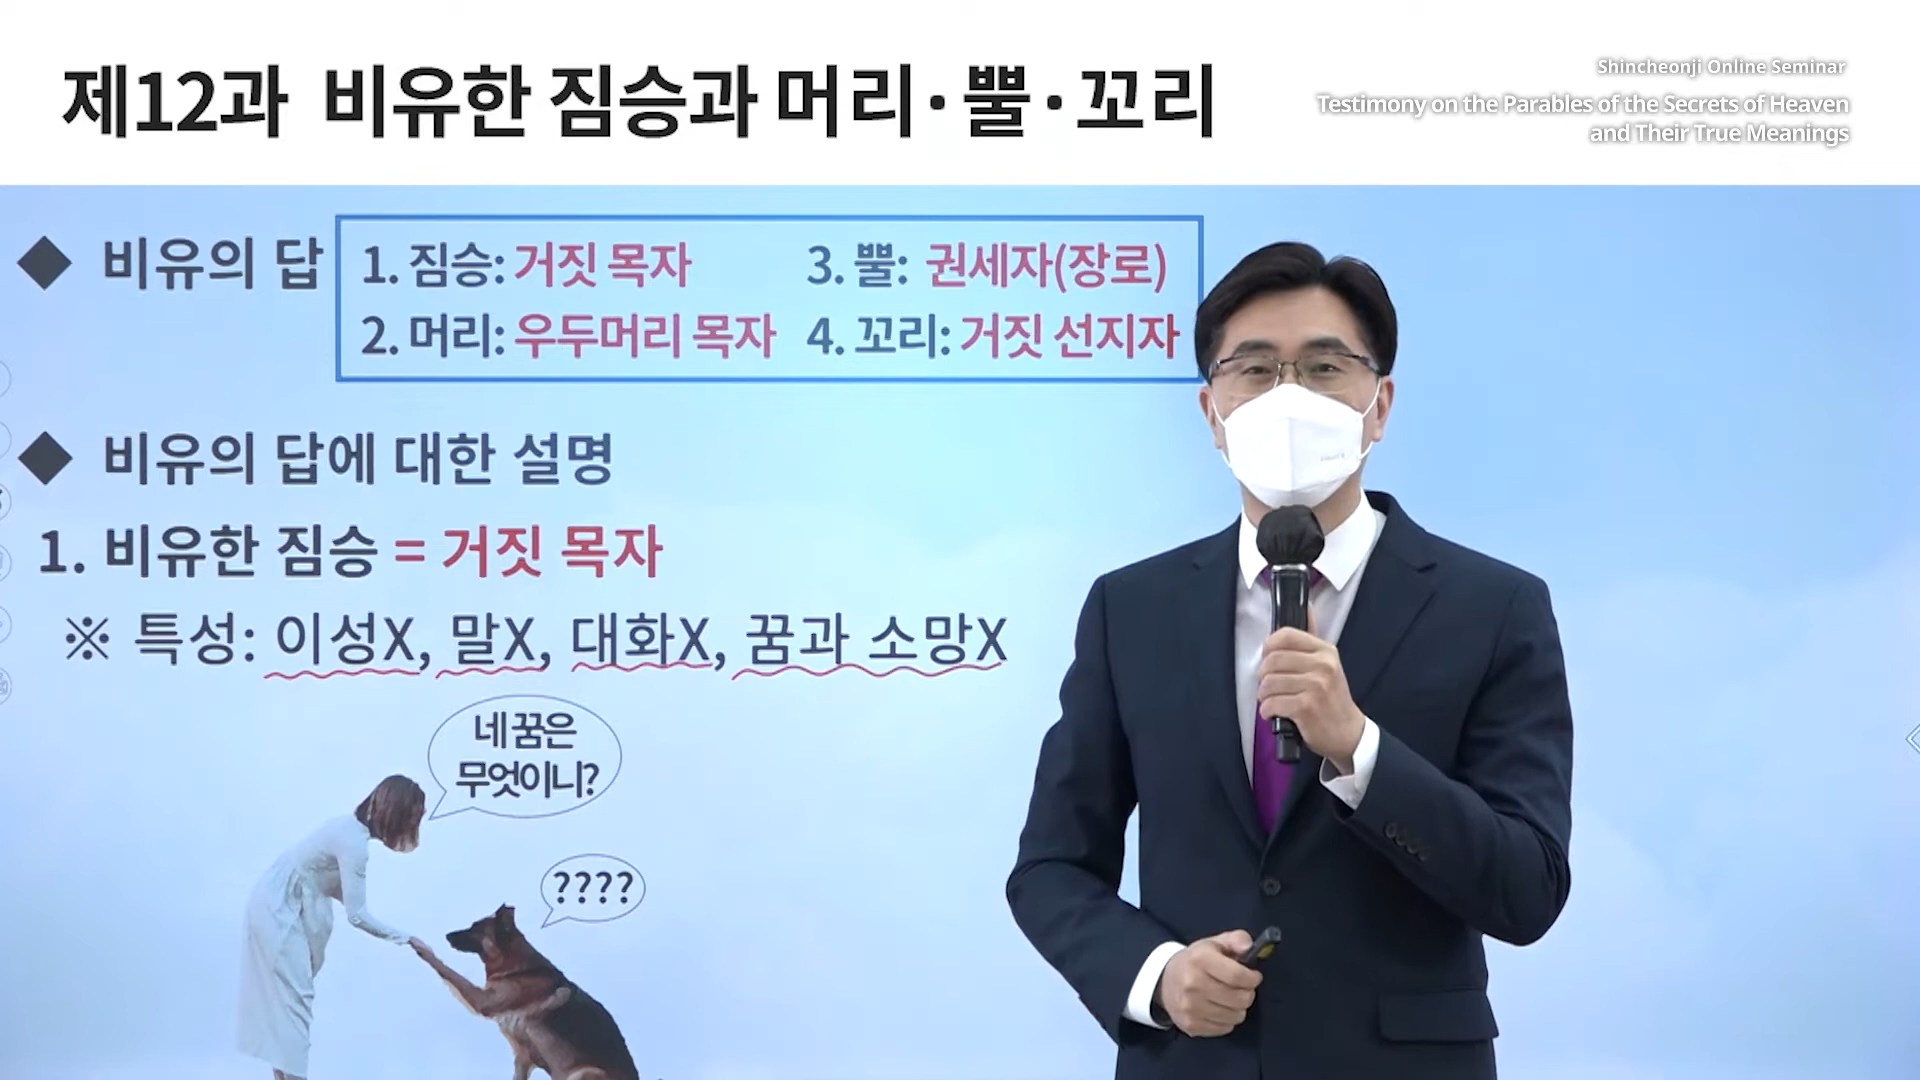 제12과 비유한 짐승과 머리·뿔·꼬리
Shincheonji Online Seminar
Testimony on the Parables of the Secrets of Heaven
and Their True Meanings
◆ 비유의 답
1. 짐승: 거짓 목자
3. 뿔: 권세자(장로)
2. 머리: 우두머리 목자
4. 꼬리: 거짓 선지자
◆ 비유의 답에 대한 설명
1. 비유한 짐승 = 거짓 목자
※ 특성: 이성X, 말X, 대화X, 꿈과 소망X
네 꿈은
무엇이니?
????